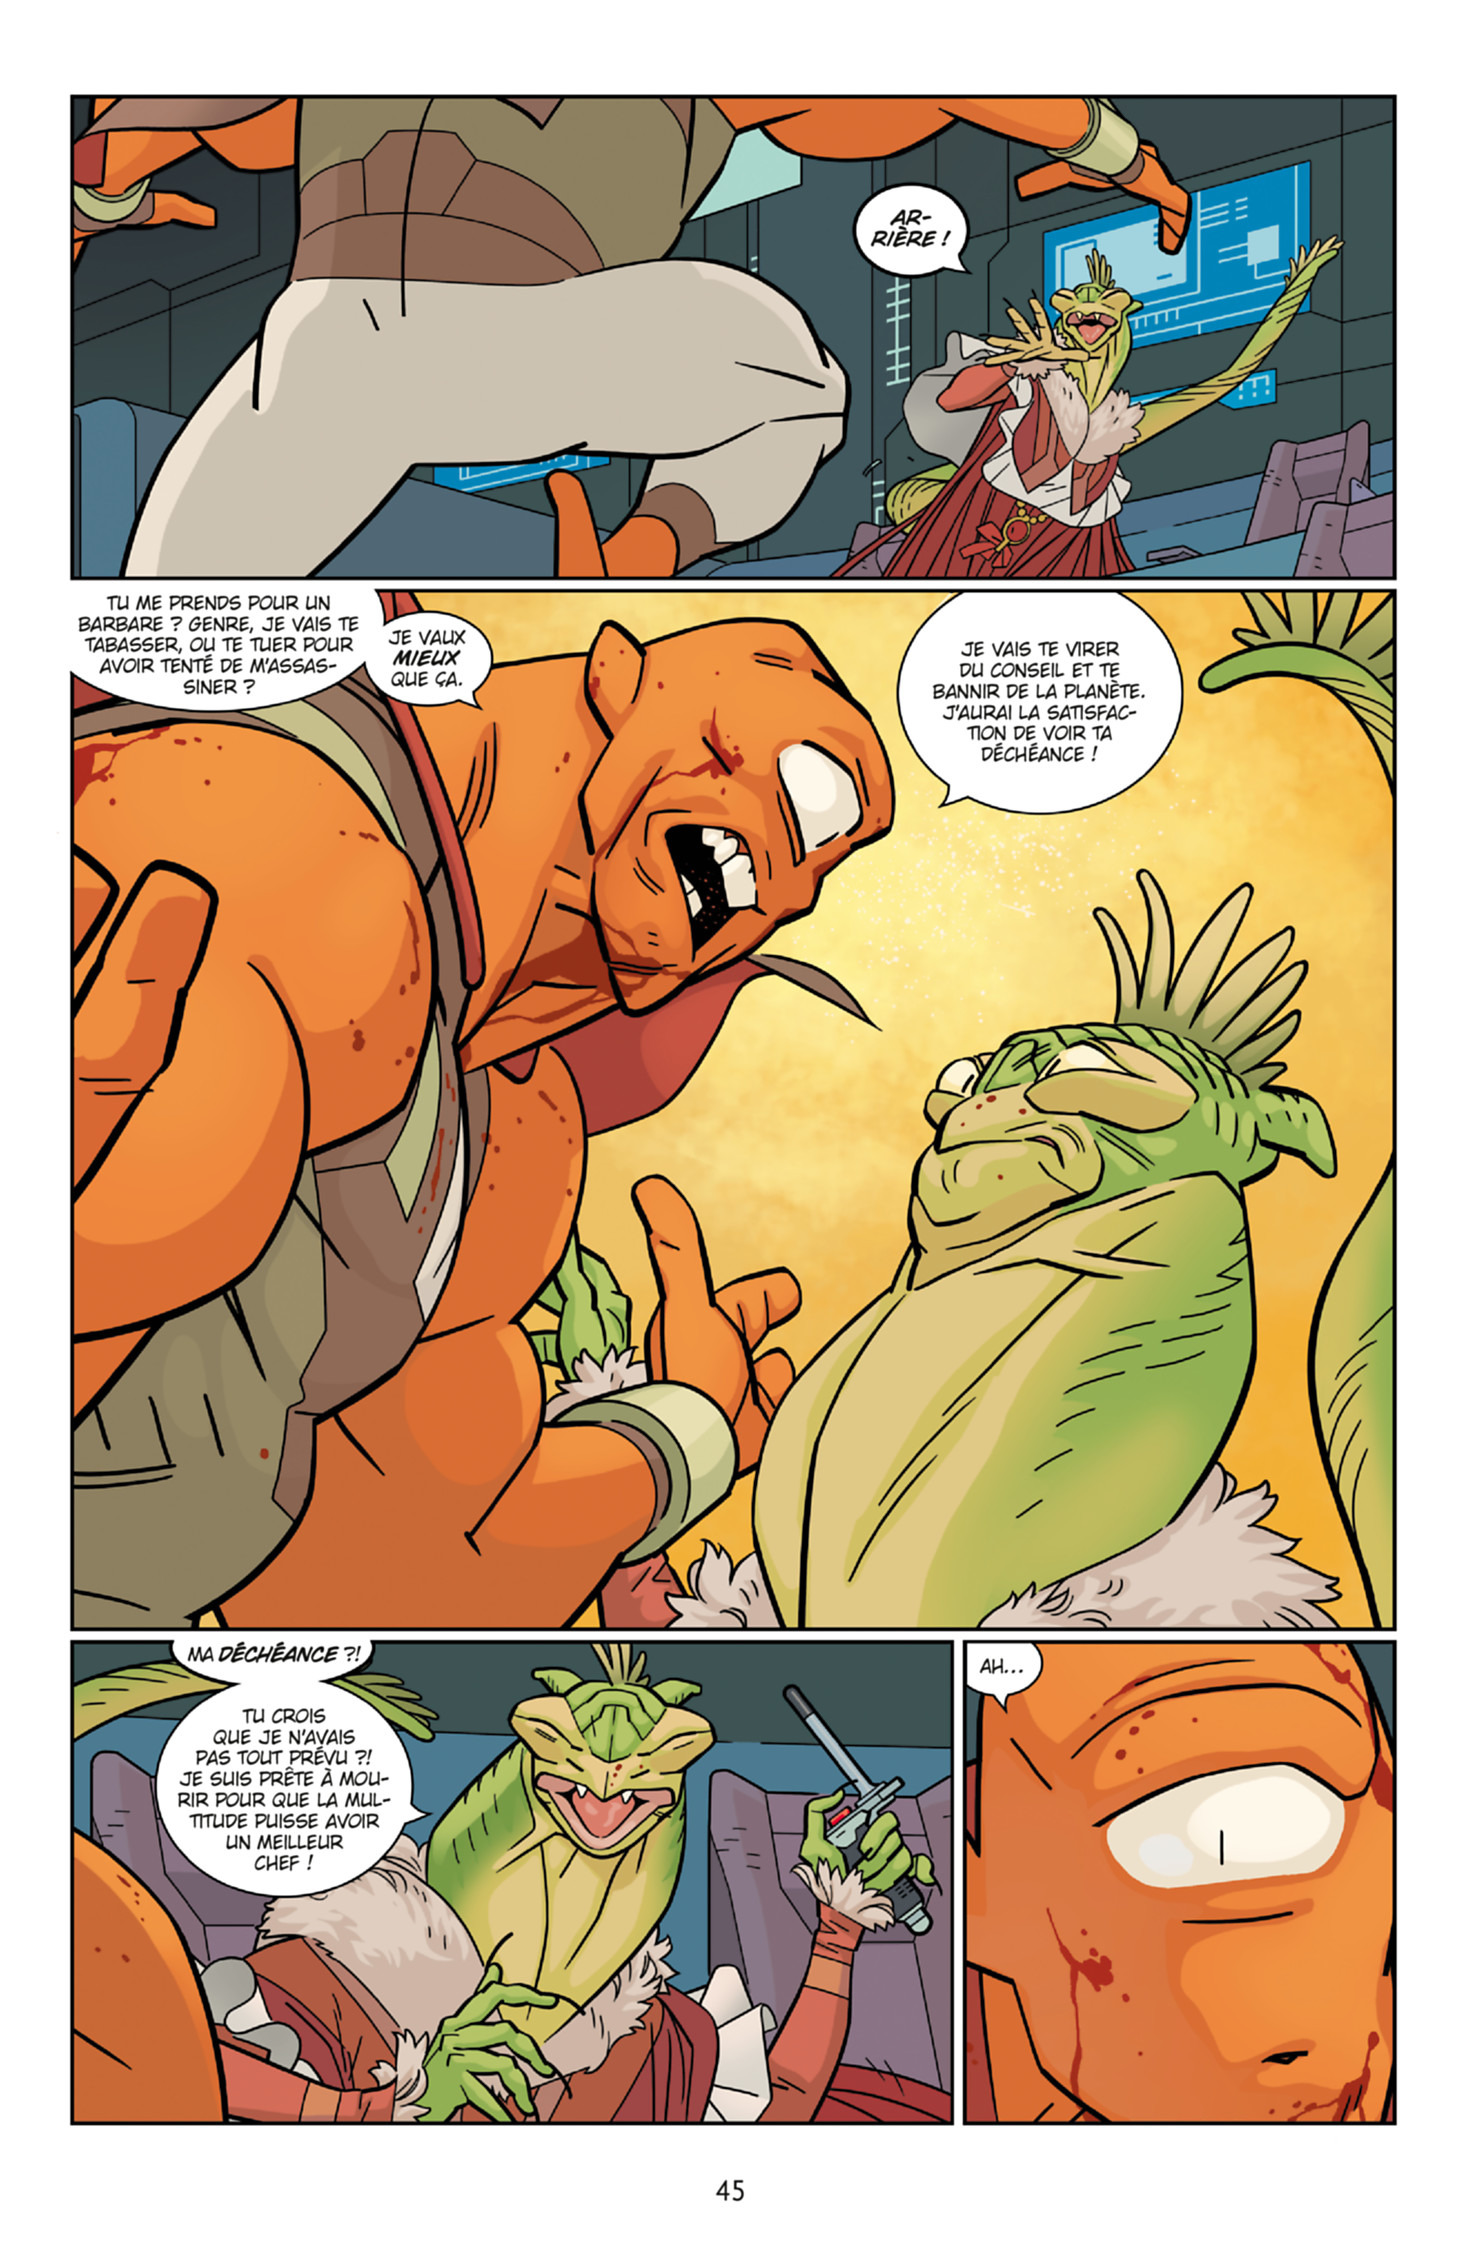 AR-
RIÈRE !
TU ME PRENDS POUR UN
BARBARE ? GENRE, JE VAIS TE
TABASSER, OU TE TUER POUR
AVOIR TENTÉ DE M'ASSAS-
SINER ?
JE VAUX
MIEUX
QUE ÇA.
JE VAIS TE VIRER
DU CONSEIL ET TE
BANNIR DE LA PLANÈTE.
J'AURAI LA SATISFAC-
TION DE VOIR TA
DÉCHÉANCE !
MA DÉCHÉANCE ?!
TU CROIS
QUE JE N'AVAIS
PAS TOUT PRÉVU ?!
JE SUIS PRÊTE À MOU-
RIR POUR QUE LA MUL-
TITUDE PUISSE AVOIR
UN MEILLEUR
CHEF !
AH...
45